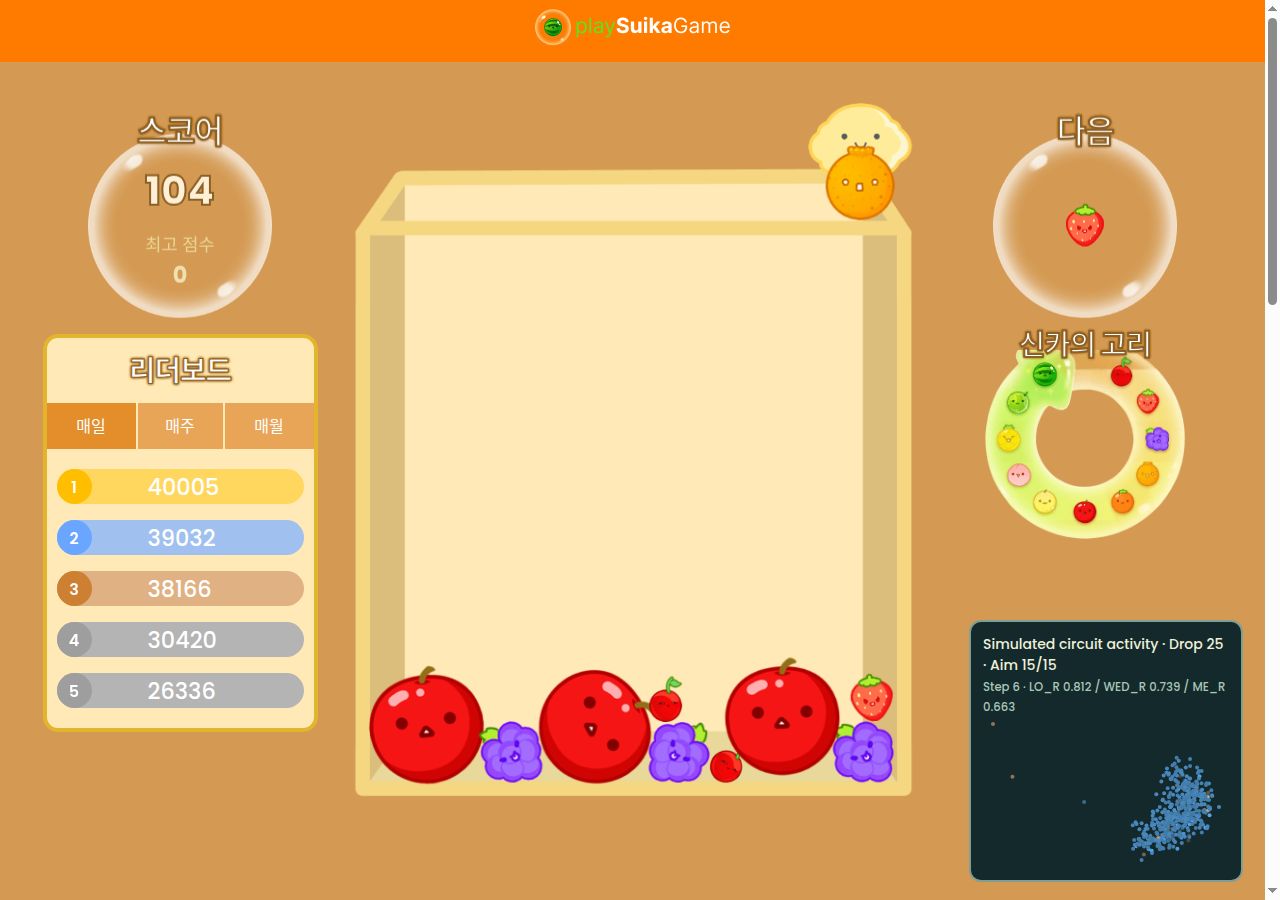 playSuikaGame
스코어
104
최고 점수
0
다음
신카의 고리
리더보드
매일 매주 매월
1 40005
2 39032
3 38166
4 30420
5 26336
Simulated circuit activity · Drop 25
· Aim 15/15
Step 6 · LO_R 0.812 / WED_R 0.739 / ME_R
0.663